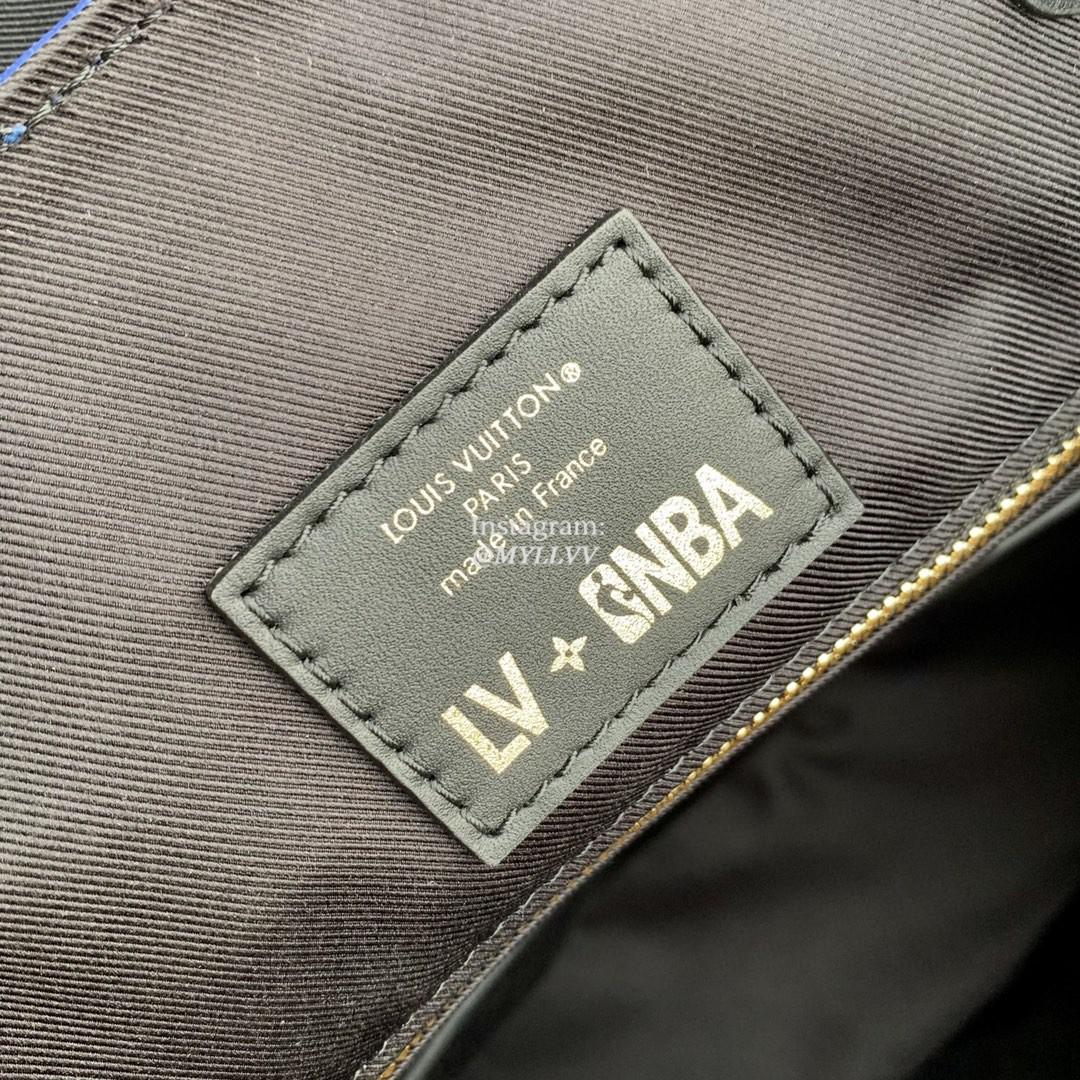 LOUIS VUITTON®
PARIS
made in France
LV + NBA
Instagram:
@MYLLVV